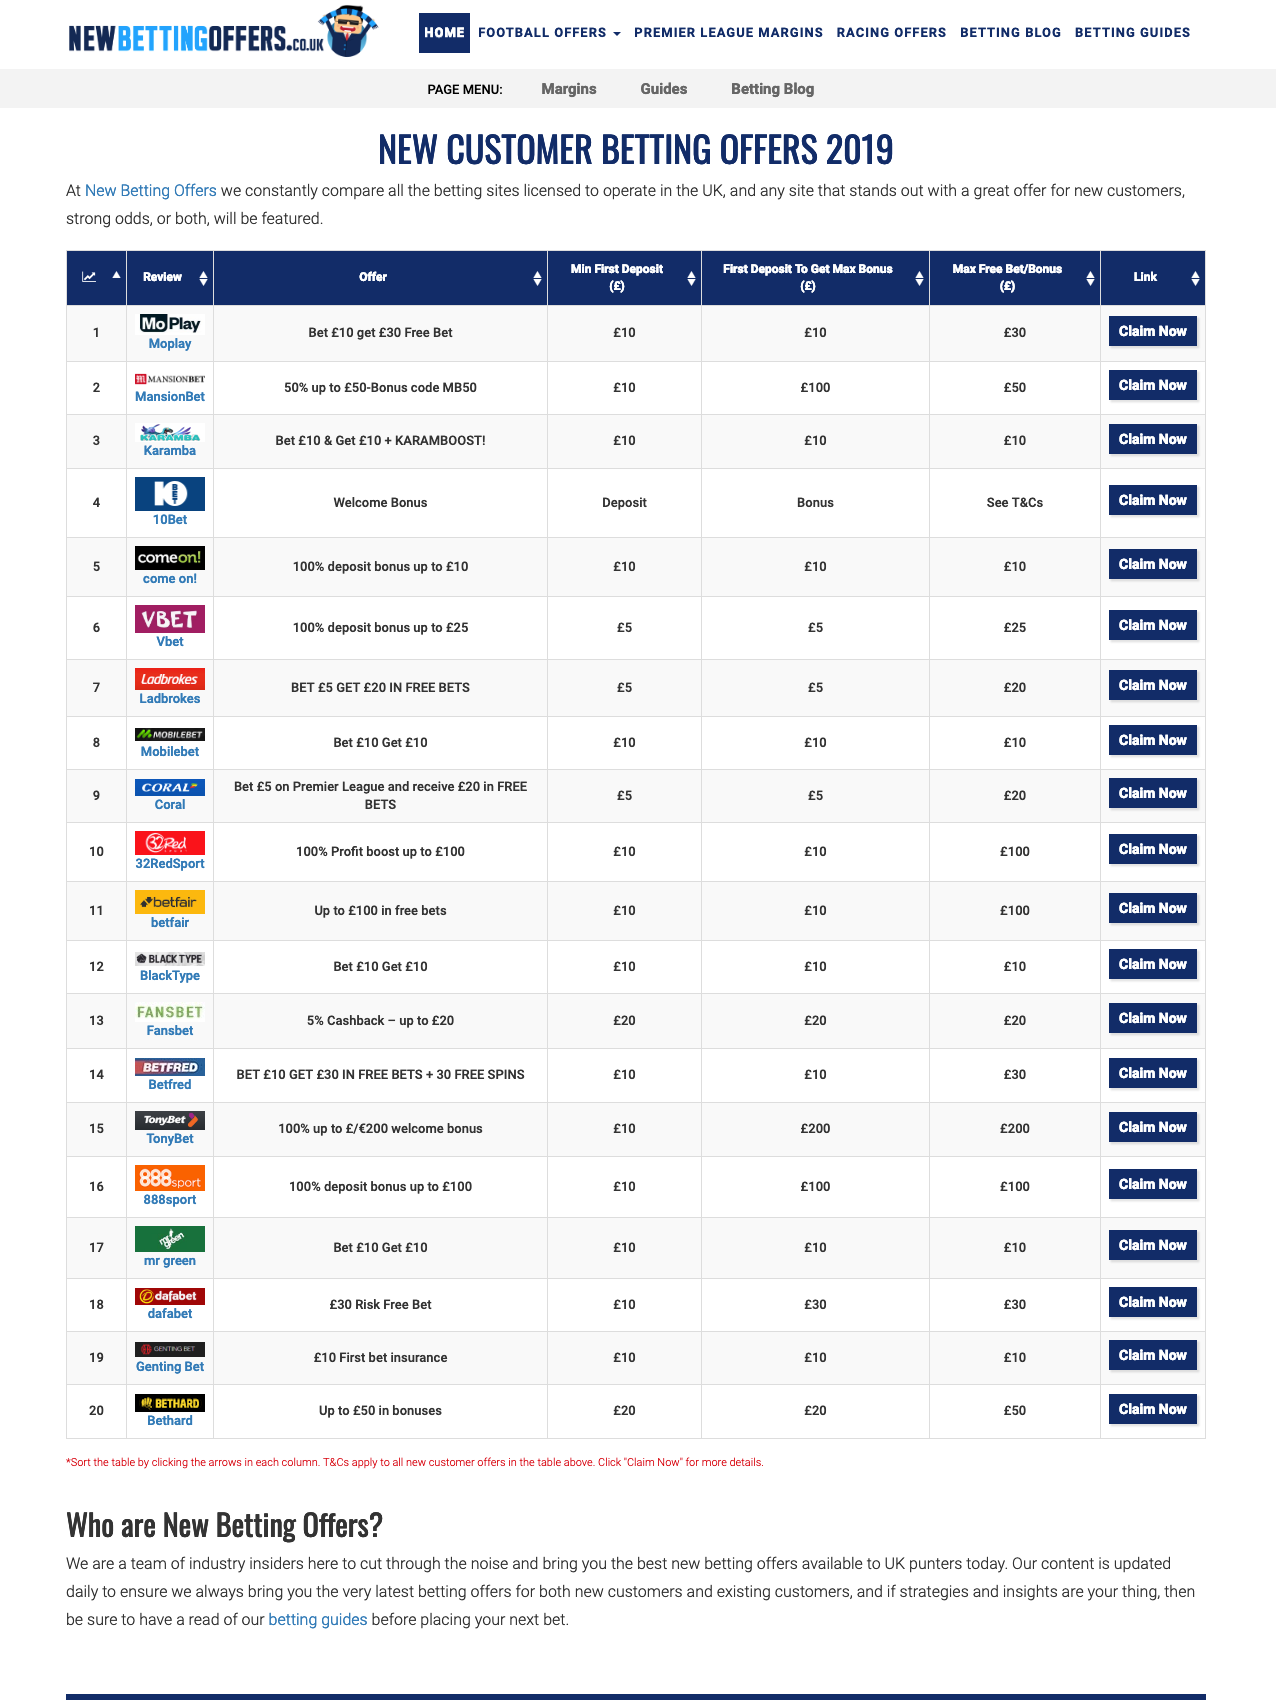 NEWBETTINGOFFERS.CO.UK
HOME FOOTBALL OFFERS PREMIER LEAGUE MARGINS RACING OFFERS BETTING BLOG BETTING GUIDES
PAGE MENU: Margins Guides Betting Blog
NEW CUSTOMER BETTING OFFERS 2019
At New Betting Offers we constantly compare all the betting sites licensed to operate in the UK, and any site that stands out with a great offer for new customers,
strong odds, or both, will be featured.
Review Offer Min First Deposit (£) First Deposit To Get Max Bonus (£) Max Free Bet/Bonus (£) Link
MoPlay
1 Moplay Bet £10 get £30 Free Bet £10 £10 £30 Claim Now
MANSIONBET
2 MansionBet 50% up to £50-Bonus code MB50 £10 £100 £50 Claim Now
KARAMBA
3 Karamba Bet £10 & Get £10 + KARAMBOOST! £10 £10 £10 Claim Now
10 BET
4 10Bet Welcome Bonus Deposit Bonus See T&Cs Claim Now
comeon!
5 come on! 100% deposit bonus up to £10 £10 £10 £10 Claim Now
VBET
6 Vbet 100% deposit bonus up to £25 £5 £5 £25 Claim Now
Ladbrokes
7 Ladbrokes BET £5 GET £20 IN FREE BETS £5 £5 £20 Claim Now
MOBILEBET
8 Mobilebet Bet £10 Get £10 £10 £10 £10 Claim Now
CORAL
9 Coral Bet £5 on Premier League and receive £20 in FREE BETS £5 £5 £20 Claim Now
32Red
10 32RedSport 100% Profit boost up to £100 £10 £10 £100 Claim Now
betfair
11 betfair Up to £100 in free bets £10 £10 £100 Claim Now
BLACK TYPE
12 BlackType Bet £10 Get £10 £10 £10 £10 Claim Now
FANSBET
13 Fansbet 5% Cashback – up to £20 £20 £20 £20 Claim Now
BETFRED
14 Betfred BET £10 GET £30 IN FREE BETS + 30 FREE SPINS £10 £10 £30 Claim Now
TonyBet
15 TonyBet 100% up to £/€200 welcome bonus £10 £200 £200 Claim Now
888sport
16 888sport 100% deposit bonus up to £100 £10 £100 £100 Claim Now
mr green
17 mr green Bet £10 Get £10 £10 £10 £10 Claim Now
dafabet
18 dafabet £30 Risk Free Bet £10 £30 £30 Claim Now
GENTING BET
19 Genting Bet £10 First bet insurance £10 £10 £10 Claim Now
BETHARD
20 Bethard Up to £50 in bonuses £20 £20 £50 Claim Now
*Sort the table by clicking the arrows in each column. T&Cs apply to all new customer offers in the table above. Click "Claim Now" for more details.
Who are New Betting Offers?
We are a team of industry insiders here to cut through the noise and bring you the best new betting offers available to UK punters today. Our content is updated
daily to ensure we always bring you the very latest betting offers for both new customers and existing customers, and if strategies and insights are your thing, then
be sure to have a read of our betting guides before placing your next bet.